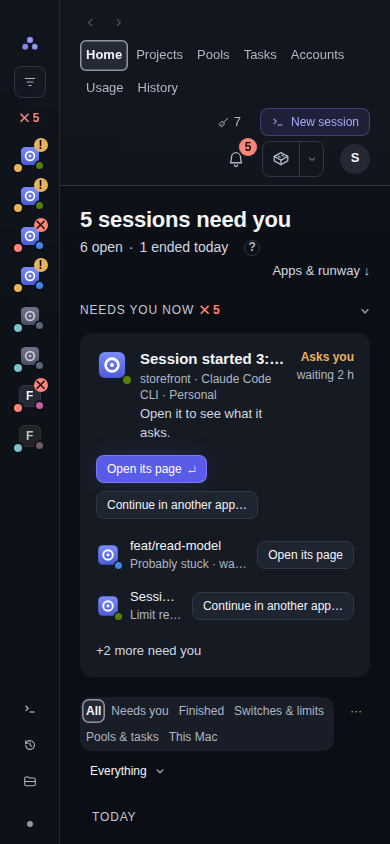 Home Projects Pools Tasks Accounts
Usage History
7 New session
5
S
5
!
!
!
F
F
5 sessions need you
6 open · 1 ended today ?
Apps & runway ↓
NEEDS YOU NOW 5
Session started 3:… Asks you
storefront · Claude Code waiting 2 h
CLI · Personal
Open it to see what it
asks.
Open its page
Continue in another app…
feat/read-model
Probably stuck · wa… Open its page
Sessi…
Limit re… Continue in another app…
+2 more need you
All Needs you Finished Switches & limits …
Pools & tasks This Mac
Everything
TODAY